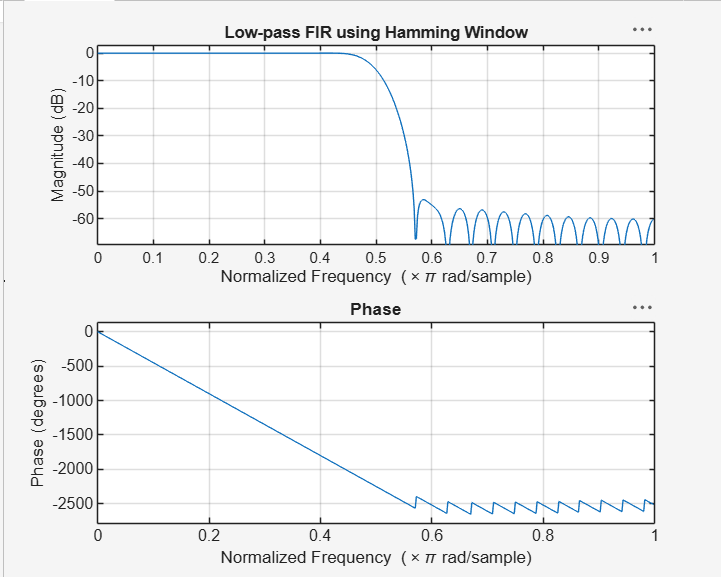 Low-pass FIR using Hamming Window
Magnitude (dB)
0
-10
-20
-30
-40
-50
-60
0 0.1 0.2 0.3 0.4 0.5 0.6 0.7 0.8 0.9 1
Normalized Frequency (× π rad/sample)
Phase
Phase (degrees)
0
-500
-1000
-1500
-2000
-2500
0 0.2 0.4 0.6 0.8 1
Normalized Frequency (× π rad/sample)